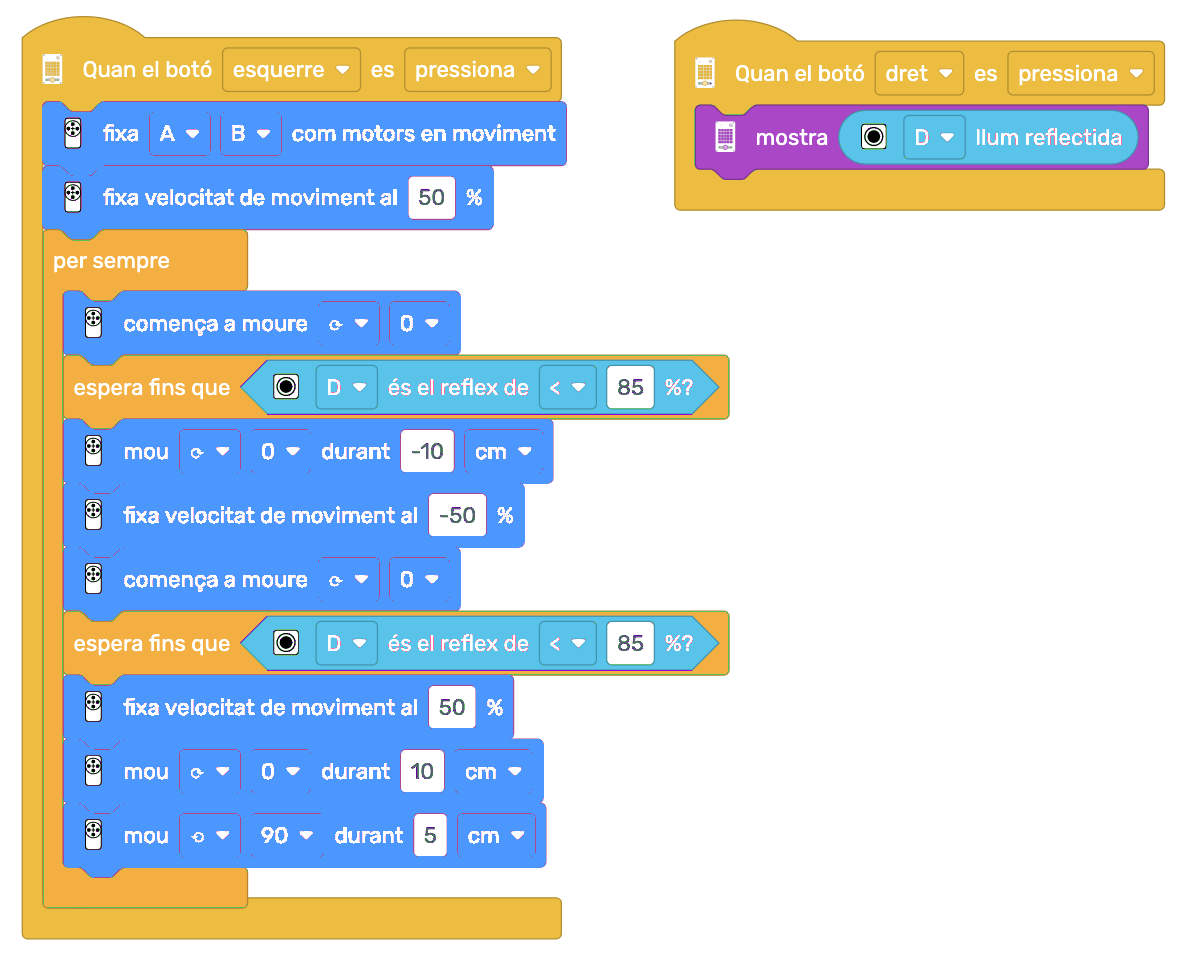 Quan el botó esquerre es pressiona
fixa A B com motors en moviment
fixa velocitat de moviment al 50 %
per sempre
comença a moure 0
espera fins que D és el reflex de < 85 %?
mou 0 durant -10 cm
fixa velocitat de moviment al -50 %
comença a moure 0
espera fins que D és el reflex de < 85 %?
fixa velocitat de moviment al 50 %
mou 0 durant 10 cm
mou 90 durant 5 cm
Quan el botó dret es pressiona
mostra D llum reflectida